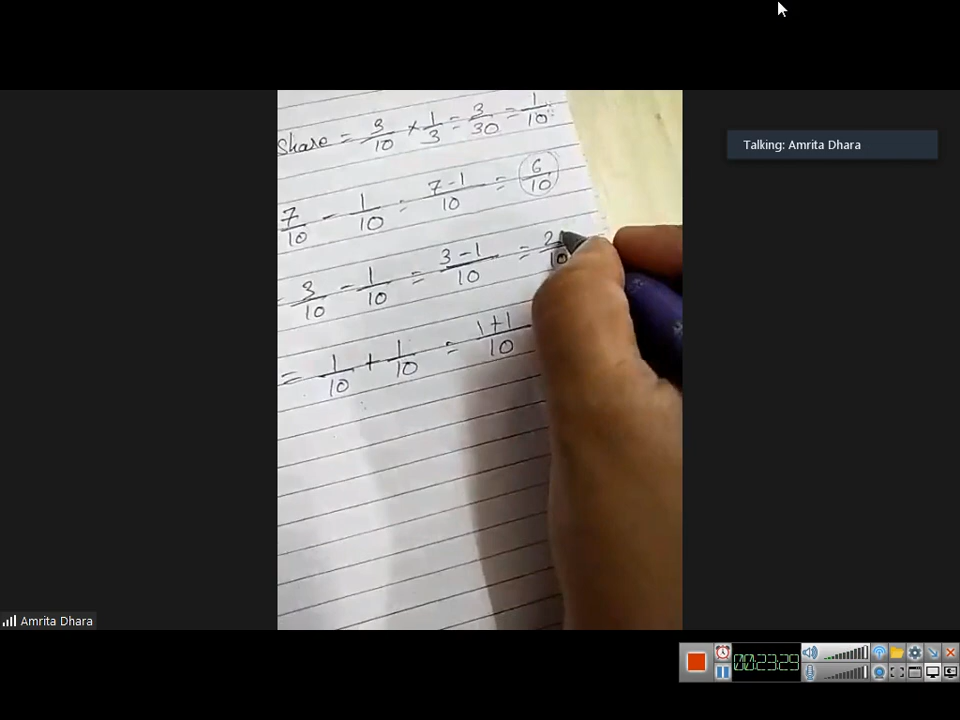 Talking: Amrita Dhara
Share = 3/10 × 1/3 = 3/30 = 1/10
7/10 - 1/10 = 7-1/10 = 6/10
= 3/10 - 1/10 = 3-1/10 = 2/10
= 1/10 + 1/10 = 1+1/10
Amrita Dhara
00:23:29